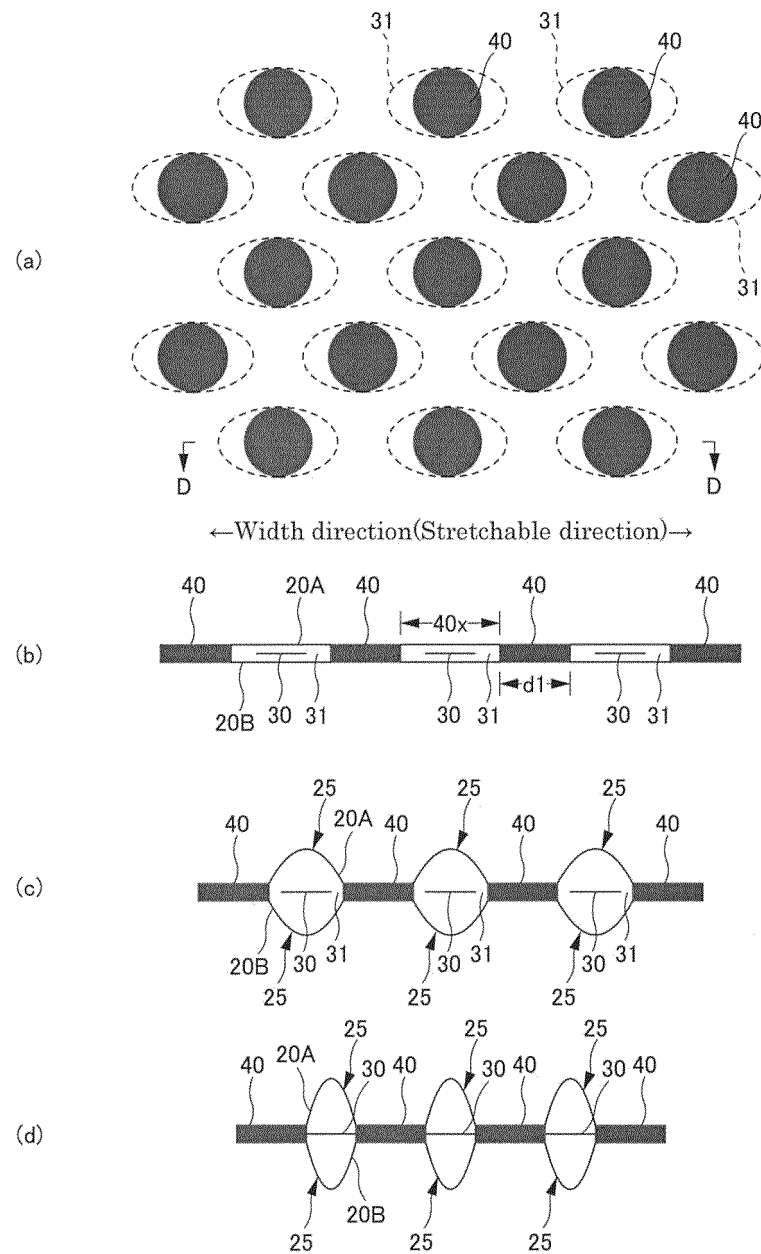 31 40 31 40
40
(a)
31
D D
←Width direction(Stretchable direction)→
40 20A 40 40 40
40x
(b)
d1
20B 30 31 30 31 30 31
25 25 25
40 20A 40 40 40
(c)
20B 30 31 30 31 30 31
25 25 25
25 25 25
20A
40 30 40 30 40 30 40
(d)
25 20B 25 25